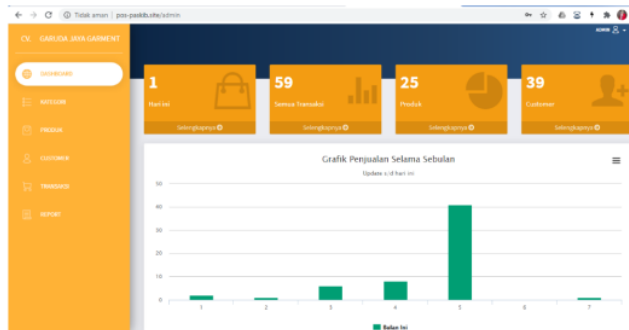 Tidak aman | pos-paskib.site/admin
GARUDA JAYA GARMENT
ADMIN
DASHBOARD
KATEGORI
PRODUK
CUSTOMER
TRANSAKSI
REPORT
1
Hari ini
Selengkapnya
59
Semua Transaksi
Selengkapnya
25
Produk
Selengkapnya
39
Customer
Selengkapnya
Grafik Penjualan Selama Sebulan
Update s/d hari ini
50
40
30
20
10
0
1 2 3 4 5 6 7
Bulan Ini